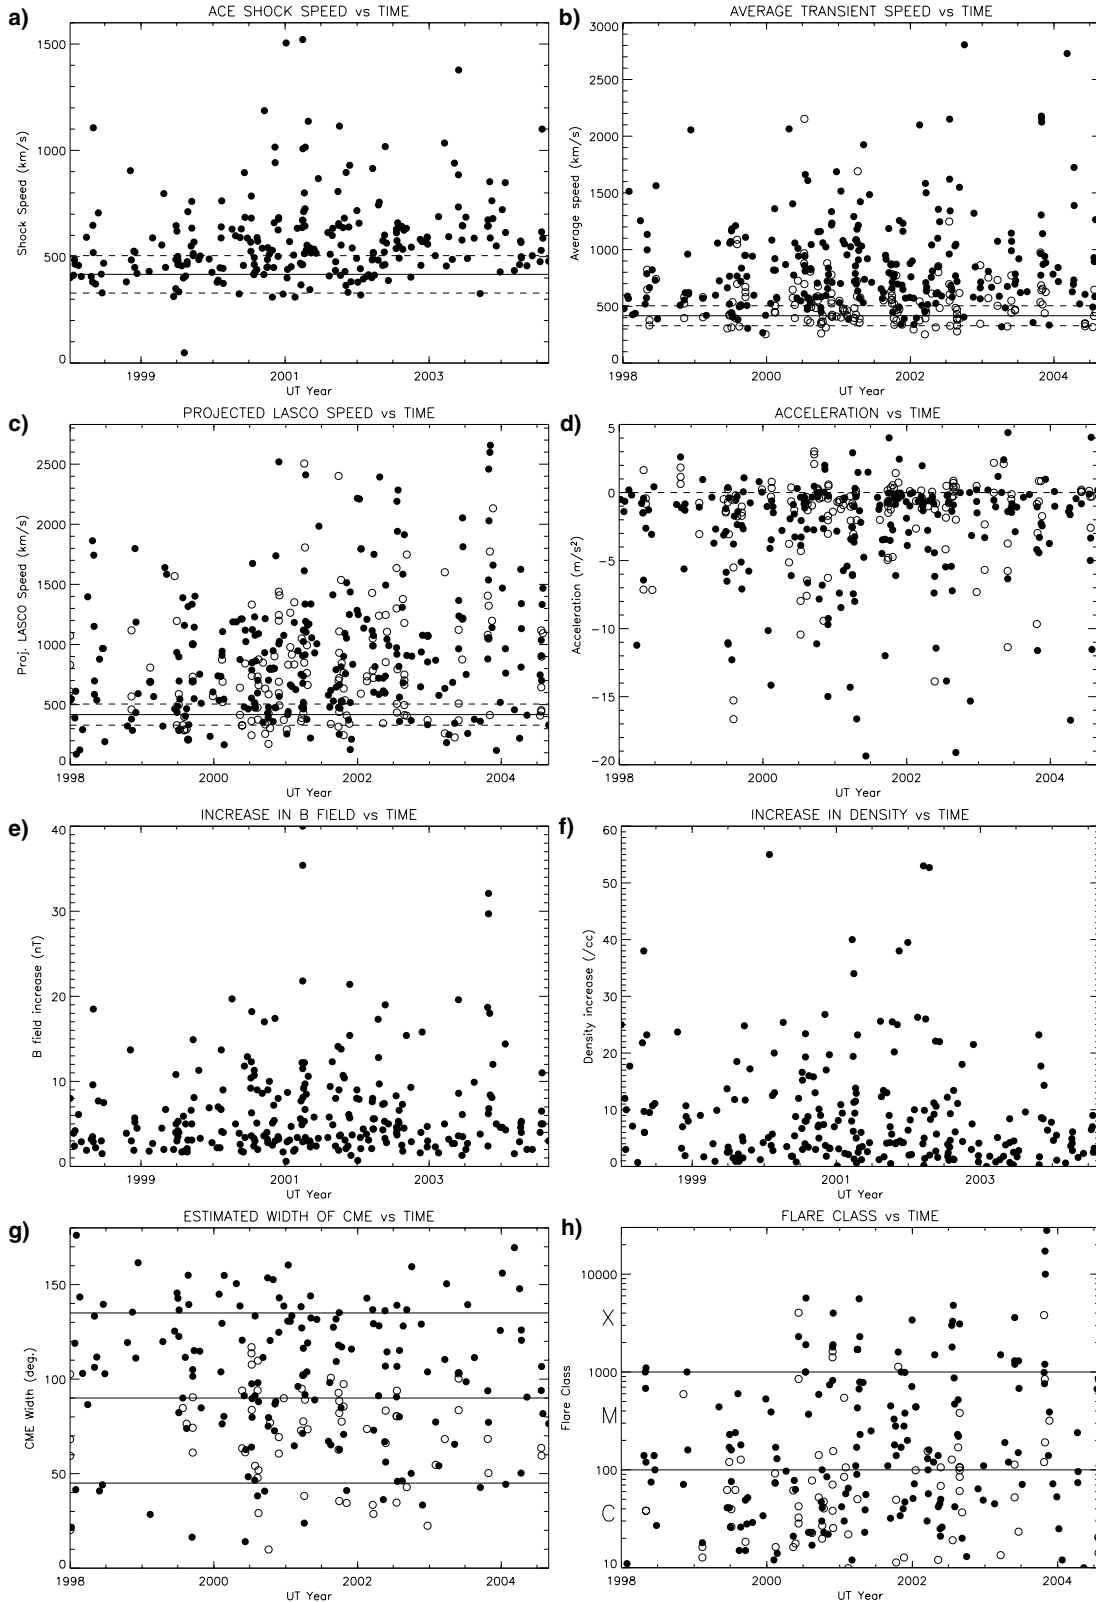 a) ACE SHOCK SPEED vs TIME
Shock Speed (km/s)
1500
1000
500
0
1999 2001 2003
UT Year
b) AVERAGE TRANSIENT SPEED vs TIME
Average speed (km/s)
3000
2500
2000
1500
1000
500
0
1998 2000 2002 2004
UT Year
c) PROJECTED LASCO SPEED vs TIME
Proj. LASCO Speed (km/s)
2500
2000
1500
1000
500
0
1998 2000 2002 2004
UT Year
d) ACCELERATION vs TIME
Acceleration (m/s²)
5
0
−5
−10
−15
−20
1998 2000 2002 2004
UT Year
e) INCREASE IN B FIELD vs TIME
B field increase (nT)
40
30
20
10
0
1999 2001 2003
UT Year
f) INCREASE IN DENSITY vs TIME
Density increase (/cc)
60
50
40
30
20
10
0
1999 2001 2003
UT Year
g) ESTIMATED WIDTH OF CME vs TIME
CME Width (deg.)
150
100
50
0
1998 2000 2002 2004
UT Year
h) FLARE CLASS vs TIME
Flare Class
10000
X
1000
M
100
C
10
1998 2000 2002 2004
UT Year